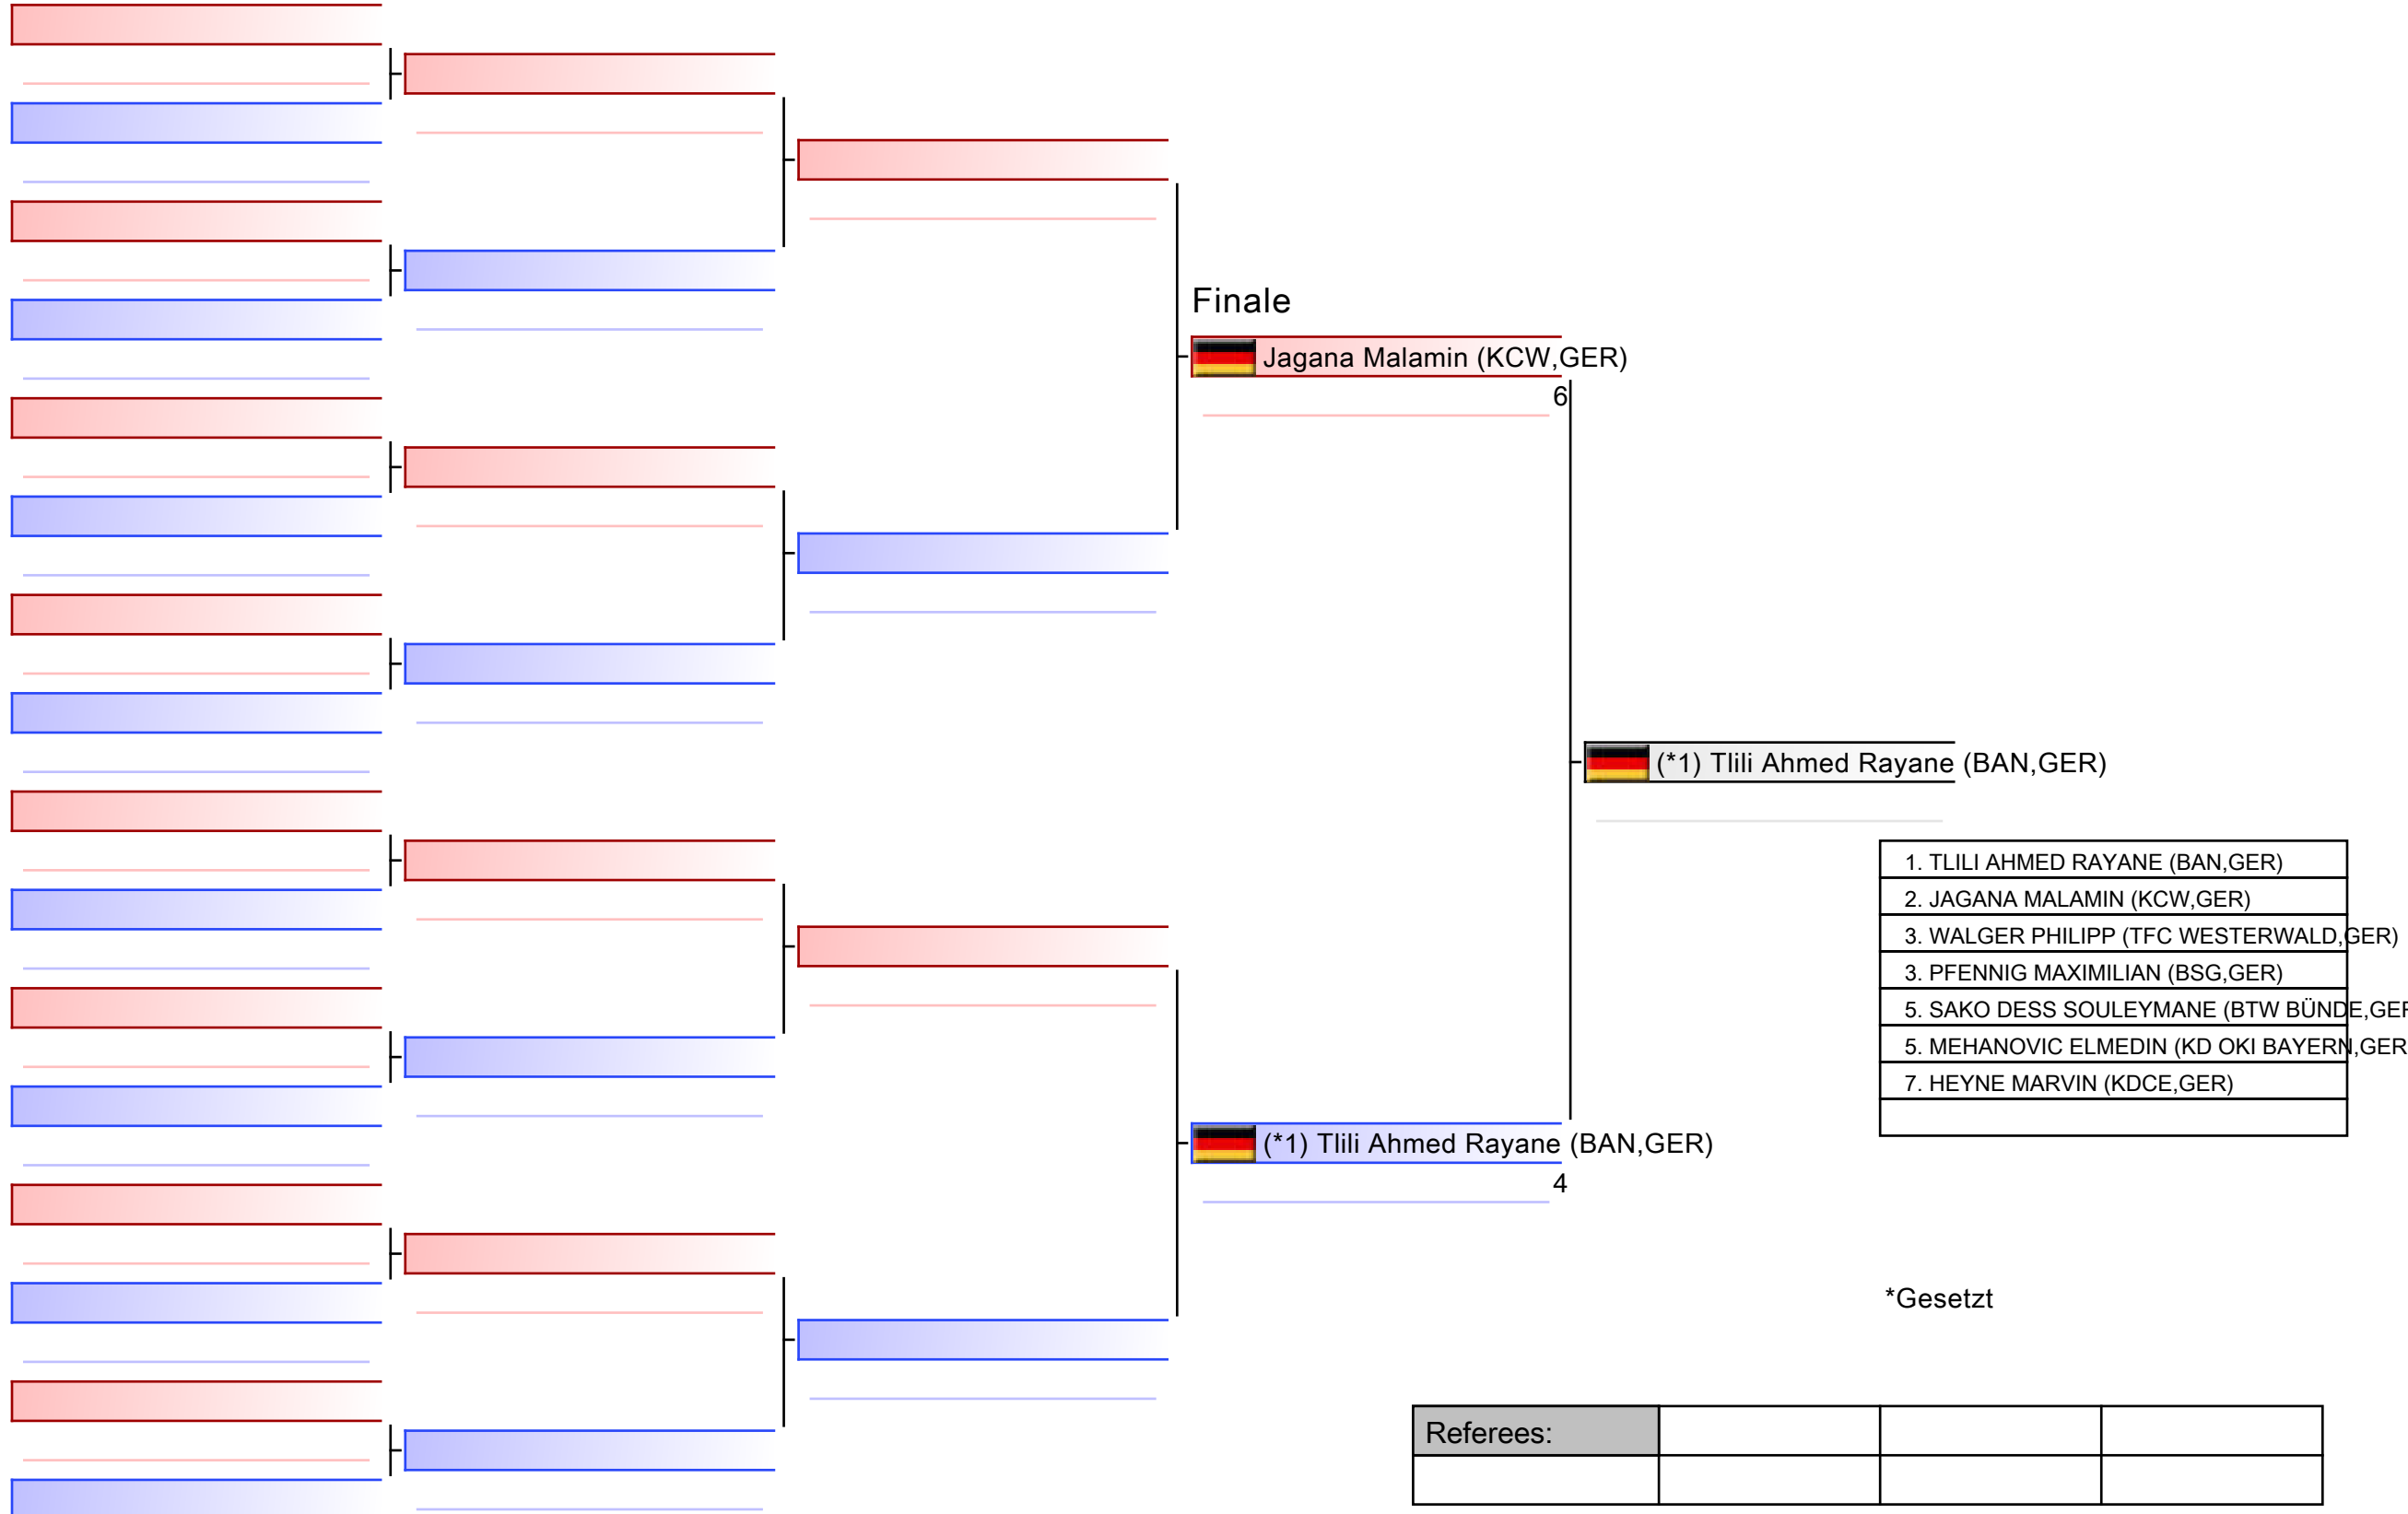 Finale
Jagana Malamin (KCW,GER)
6
(*1) Tlili Ahmed Rayane (BAN,GER)
1. TLILI AHMED RAYANE (BAN,GER)
2. JAGANA MALAMIN (KCW,GER)
3. WALGER PHILIPP (TFC WESTERWALD,GER)
3. PFENNIG MAXIMILIAN (BSG,GER)
5. SAKO DESS SOULEYMANE (BTW BÜNDE,GER
5. MEHANOVIC ELMEDIN (KD OKI BAYERN,GER
7. HEYNE MARVIN (KDCE,GER)
(*1) Tlili Ahmed Rayane (BAN,GER)
4
*Gesetzt
Referees: